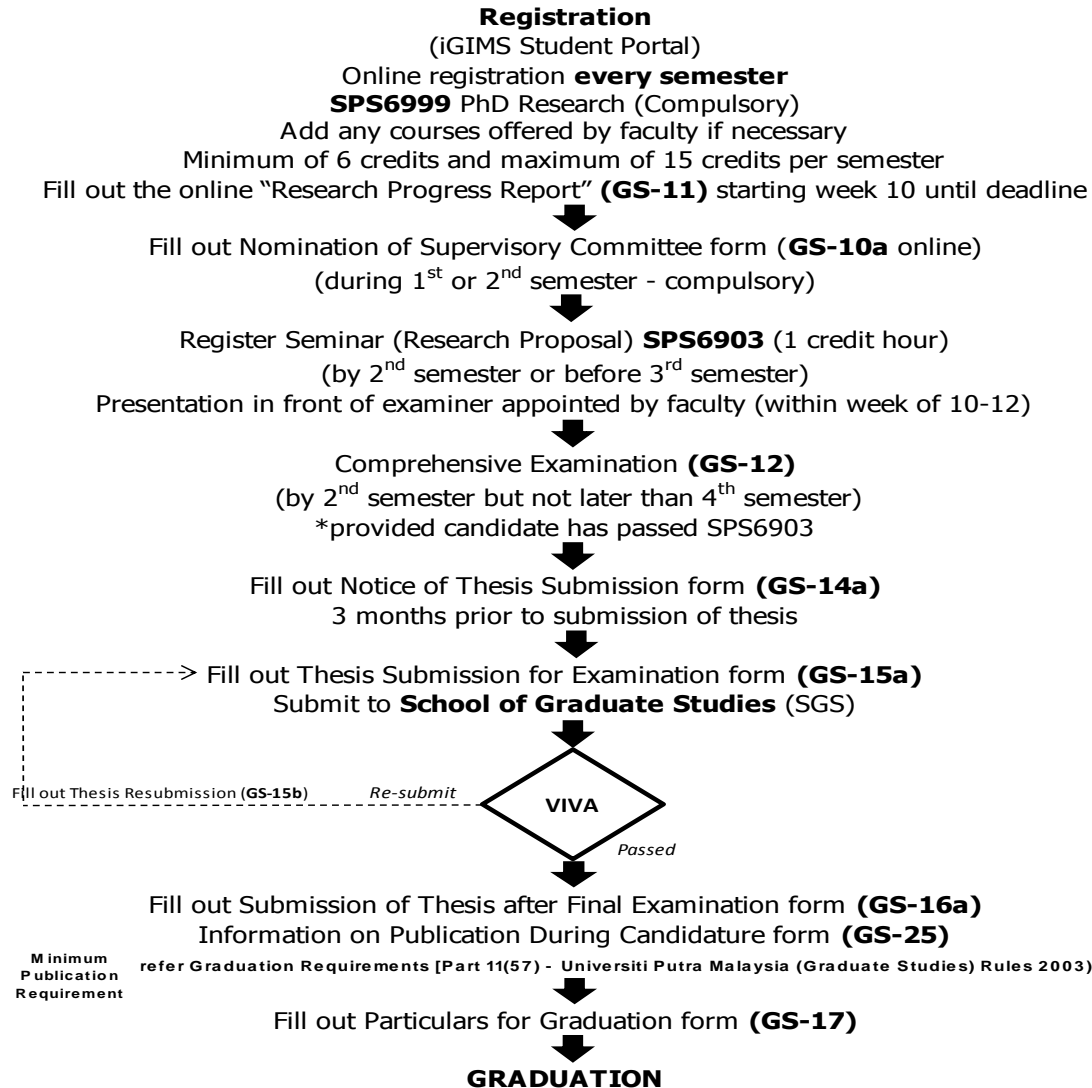 Registration
(iGIMS Student Portal)
Online registration every semester
SPS6999 PhD Research (Compulsory)
Add any courses offered by faculty if necessary
Minimum of 6 credits and maximum of 15 credits per semester
Fill out the online “Research Progress Report” (GS-11) starting week 10 until deadline
Fill out Nomination of Supervisory Committee form (GS-10a online)
(during 1st or 2nd semester - compulsory)
Register Seminar (Research Proposal) SPS6903 (1 credit hour)
(by 2nd semester or before 3rd semester)
Presentation in front of examiner appointed by faculty (within week of 10-12)
Comprehensive Examination (GS-12)
(by 2nd semester but not later than 4th semester)
*provided candidate has passed SPS6903
Fill out Notice of Thesis Submission form (GS-14a)
3 months prior to submission of thesis
Fill out Thesis Submission for Examination form (GS-15a)
Submit to School of Graduate Studies (SGS)
Fill out Thesis Resubmission (GS-15b)
Re-submit
VIVA
Passed
Fill out Submission of Thesis after Final Examination form (GS-16a)
Information on Publication During Candidature form (GS-25)
Minimum
Publication
Requirement
refer Graduation Requirements [Part 11(57) - Universiti Putra Malaysia (Graduate Studies) Rules 2003)
Fill out Particulars for Graduation form (GS-17)
GRADUATION